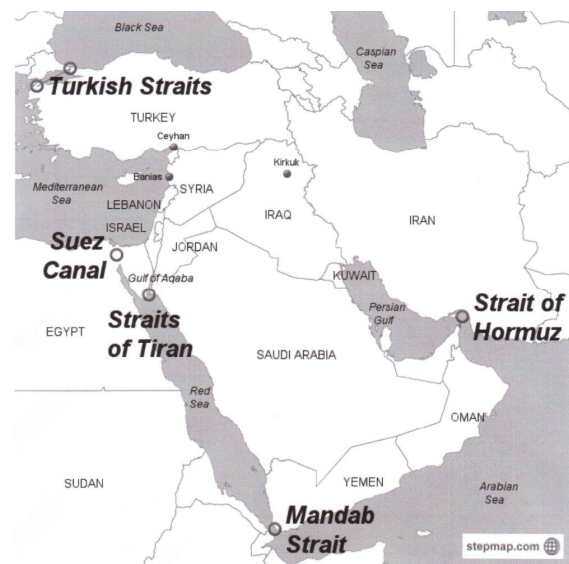 Black Sea
Caspian
Sea
Turkish Straits
TURKEY
Ceyhan
Kirkuk
Banias
SYRIA
Mediterranean
Sea
LEBANON
IRAQ
IRAN
ISRAEL
JORDAN
Suez
Canal
Gulf of Aqaba
KUWAIT
Persian
Gulf
Strait of
Hormuz
Straits
of Tiran
EGYPT
SAUDI ARABIA
Red
Sea
OMAN
SUDAN
YEMEN
Arabian
Sea
Mandab
Strait
stepmap.com